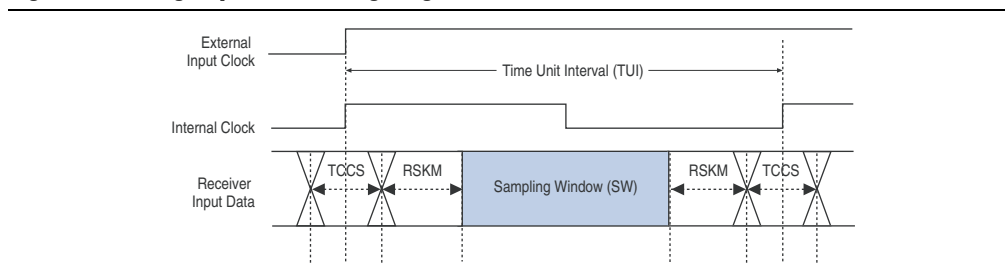 External
Input Clock
Time Unit Interval (TUI)
Internal Clock
Receiver
Input Data
TCCS
RSKM
Sampling Window (SW)
RSKM
TCCS